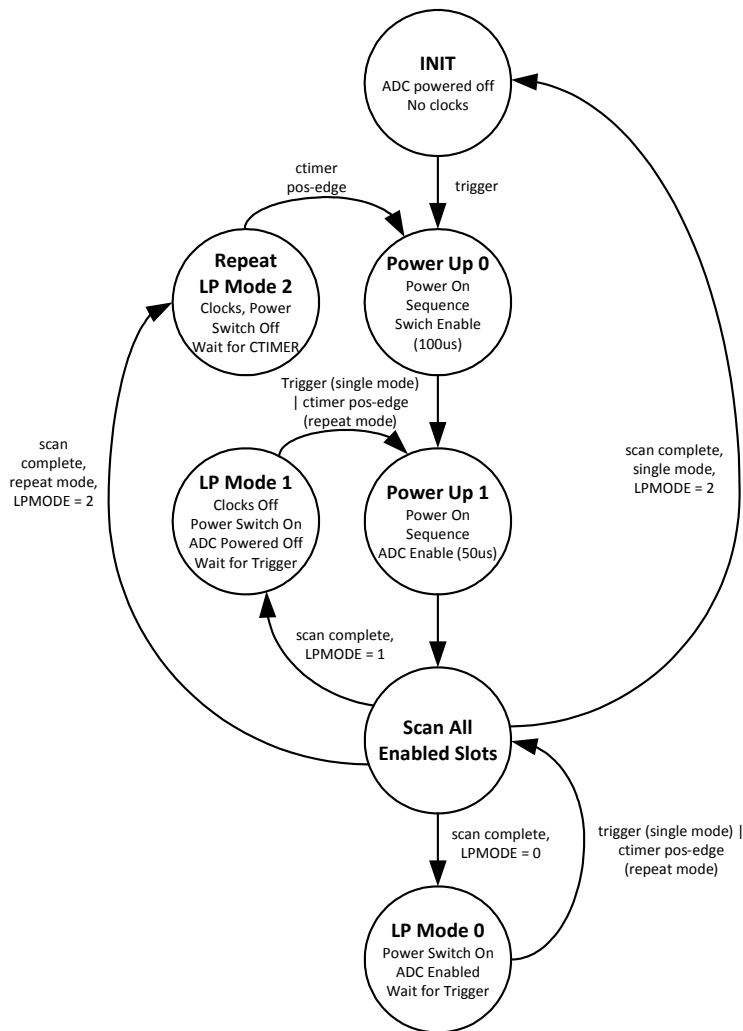 INIT
ADC powered off
No clocks
ctimer
pos-edge
trigger
Repeat
LP Mode 2
Clocks, Power
Switch Off
Wait for CTIMER
Power Up 0
Power On
Sequence
Swich Enable
(100us)
Trigger (single mode)
| ctimer pos-edge
(repeat mode)
scan
complete,
repeat mode,
LPMODE = 2
scan complete,
single mode,
LPMODE = 2
LP Mode 1
Clocks Off
Power Switch On
ADC Powered Off
Wait for Trigger
Power Up 1
Power On
Sequence
ADC Enable (50us)
scan complete,
LPMODE = 1
Scan All
Enabled Slots
scan complete,
LPMODE = 0
trigger (single mode) |
ctimer pos-edge
(repeat mode)
LP Mode 0
Power Switch On
ADC Enabled
Wait for Trigger